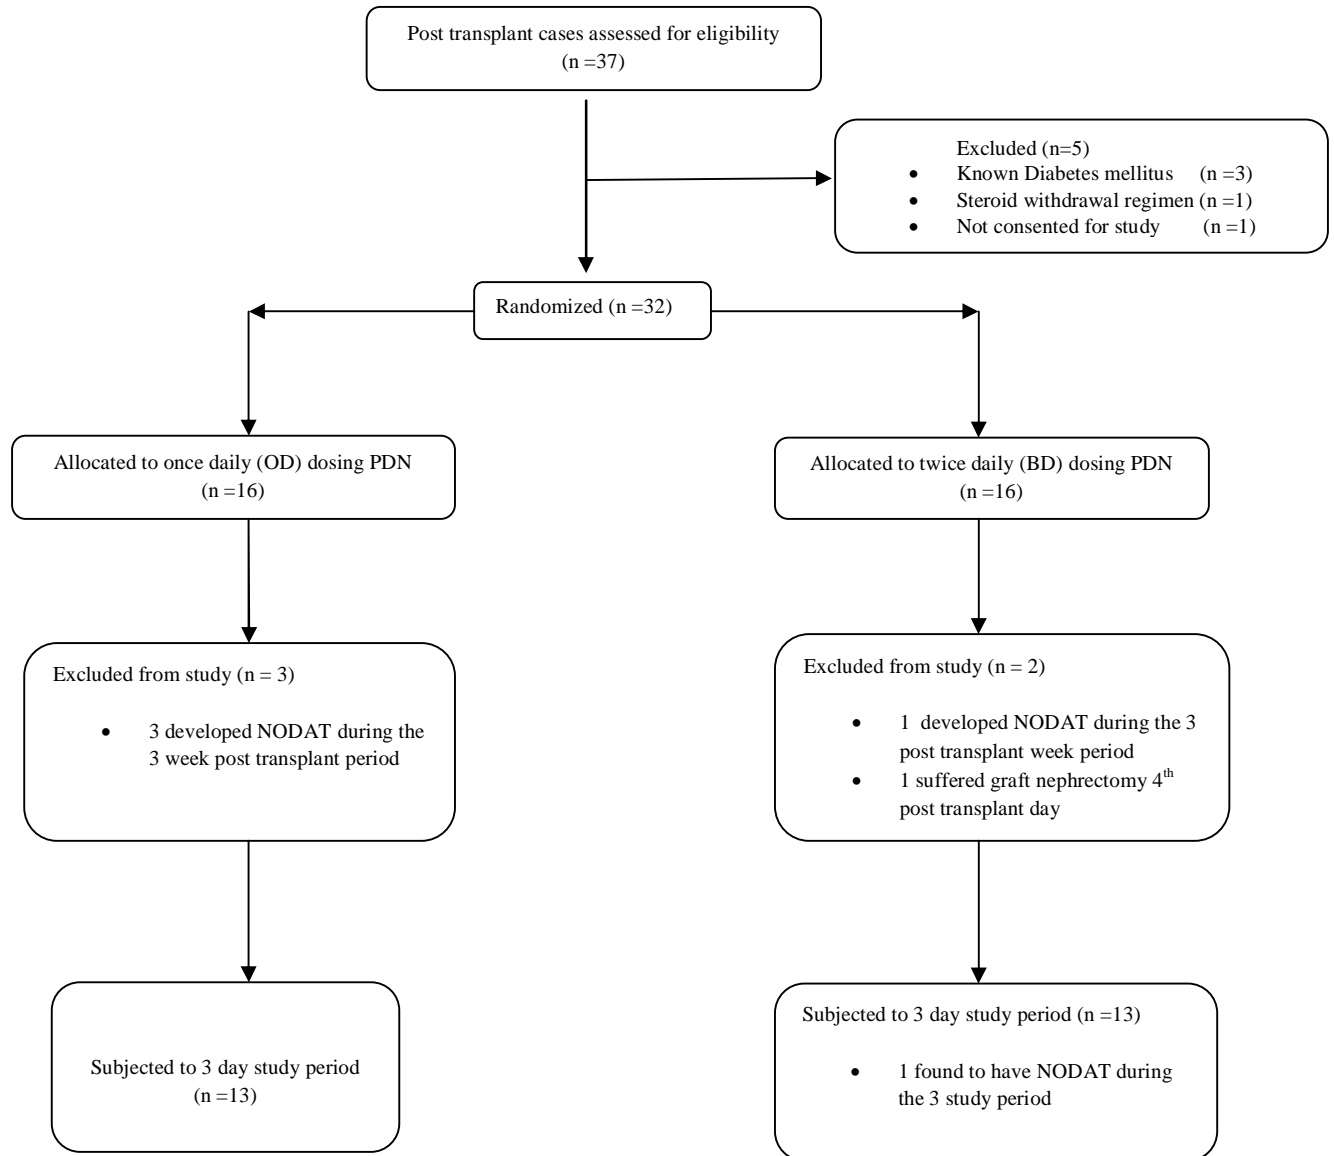 Post transplant cases assessed for eligibility
(n =37)
Excluded (n=5)
• Known Diabetes mellitus (n =3)
• Steroid withdrawal regimen (n =1)
• Not consented for study (n =1)
Randomized (n =32)
Allocated to once daily (OD) dosing PDN
(n =16)
Allocated to twice daily (BD) dosing PDN
(n =16)
Excluded from study (n = 3)
• 3 developed NODAT during the
3 week post transplant period
Excluded from study (n = 2)
• 1 developed NODAT during the 3
post transplant week period
• 1 suffered graft nephrectomy 4th
post transplant day
Subjected to 3 day study period
(n =13)
Subjected to 3 day study period (n =13)
• 1 found to have NODAT during
the 3 study period